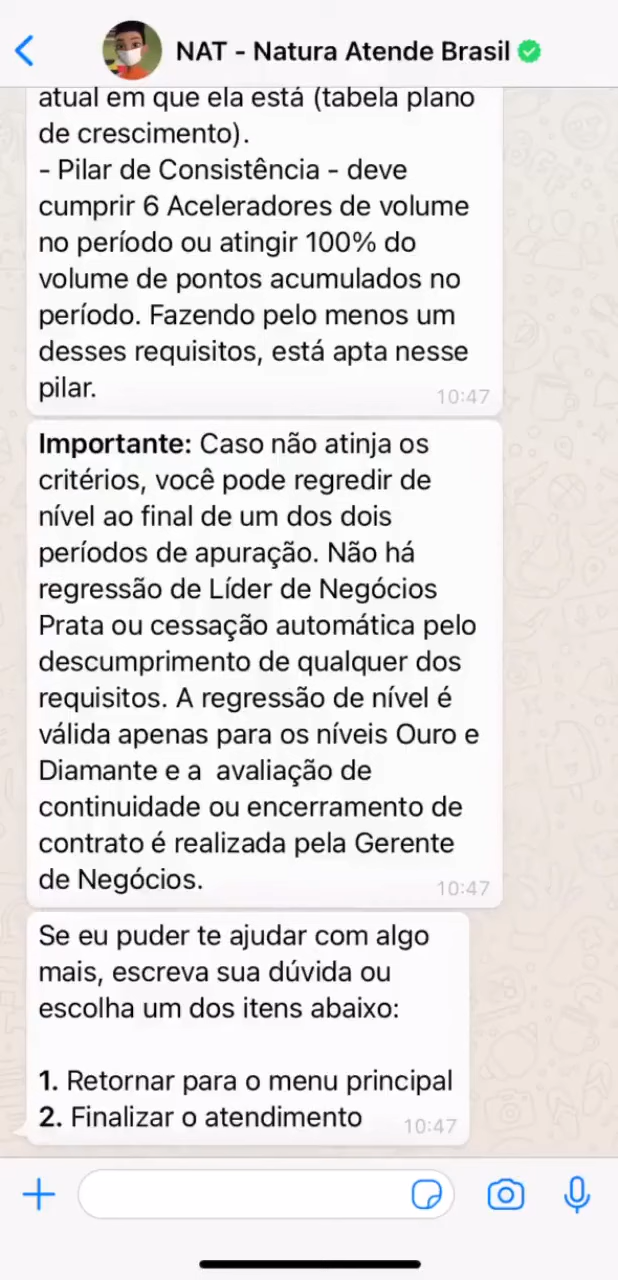 NAT - Natura Atende Brasil
atual em que ela está (tabela plano
de crescimento).
- Pilar de Consistência - deve
cumprir 6 Aceleradores de volume
no período ou atingir 100% do
volume de pontos acumulados no
período. Fazendo pelo menos um
desses requisitos, está apta nesse
pilar.
10:47
Importante: Caso não atinja os
critérios, você pode regredir de
nível ao final de um dos dois
períodos de apuração. Não há
regressão de Líder de Negócios
Prata ou cessação automática pelo
descumprimento de qualquer dos
requisitos. A regressão de nível é
válida apenas para os níveis Ouro e
Diamante e a  avaliação de
continuidade ou encerramento de
contrato é realizada pela Gerente
de Negócios.
10:47
Se eu puder te ajudar com algo
mais, escreva sua dúvida ou
escolha um dos itens abaixo:
1. Retornar para o menu principal
2. Finalizar o atendimento
10:47